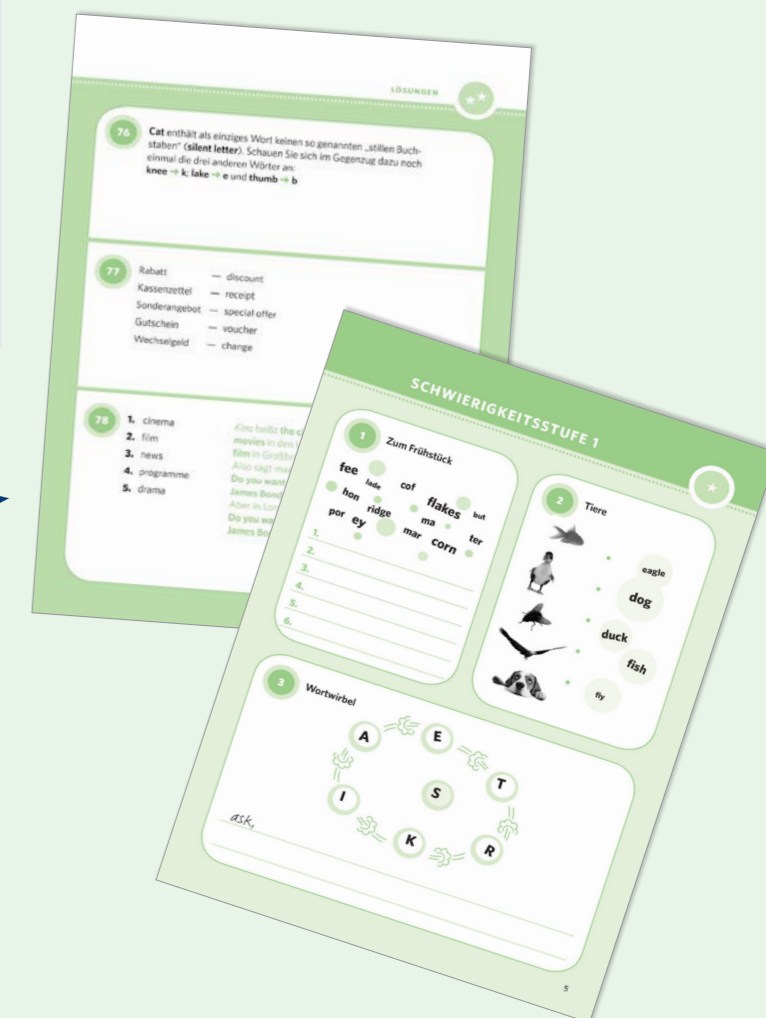 LÖSUNGEN
76
Cat enthält als einziges Wort keinen so genannten „stillen Buch-
staben“ (silent letter). Schauen Sie sich im Gegenzug dazu noch
einmal die drei anderen Wörter an:
knee → k; lake → e und thumb → b
77
Rabatt — discount
Kassenzettel — receipt
Sonderangebot — special offer
Gutschein — voucher
Wechselgeld — change
78
1. cinema
2. film
3. news
4. programme
5. drama
Kino heißt the
movies in den
film in
Also sagt
Do you want
James Bond
Aber in
Do you
James
SCHWIERIGKEITSSTUFE 1
1
Zum Frühstück
fee
lade
cof
flakes
but
hon
ridge
ma
ter
por
ey
mar
corn
1.
2.
3.
4.
5.
6.
2
Tiere
eagle
dog
duck
fish
fly
3
Wortwirbel
A
E
T
I
S
K
R
ask,
5